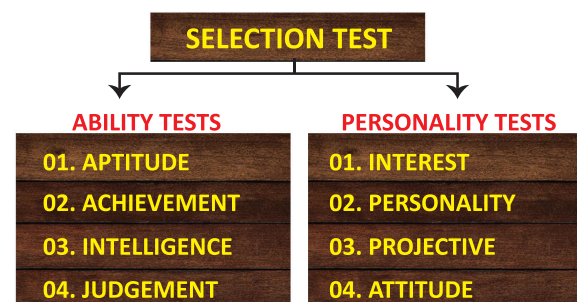 SELECTION TEST
ABILITY TESTS
01. APTITUDE
02. ACHIEVEMENT
03. INTELLIGENCE
04. JUDGEMENT
PERSONALITY TESTS
01. INTEREST
02. PERSONALITY
03. PROJECTIVE
04. ATTITUDE